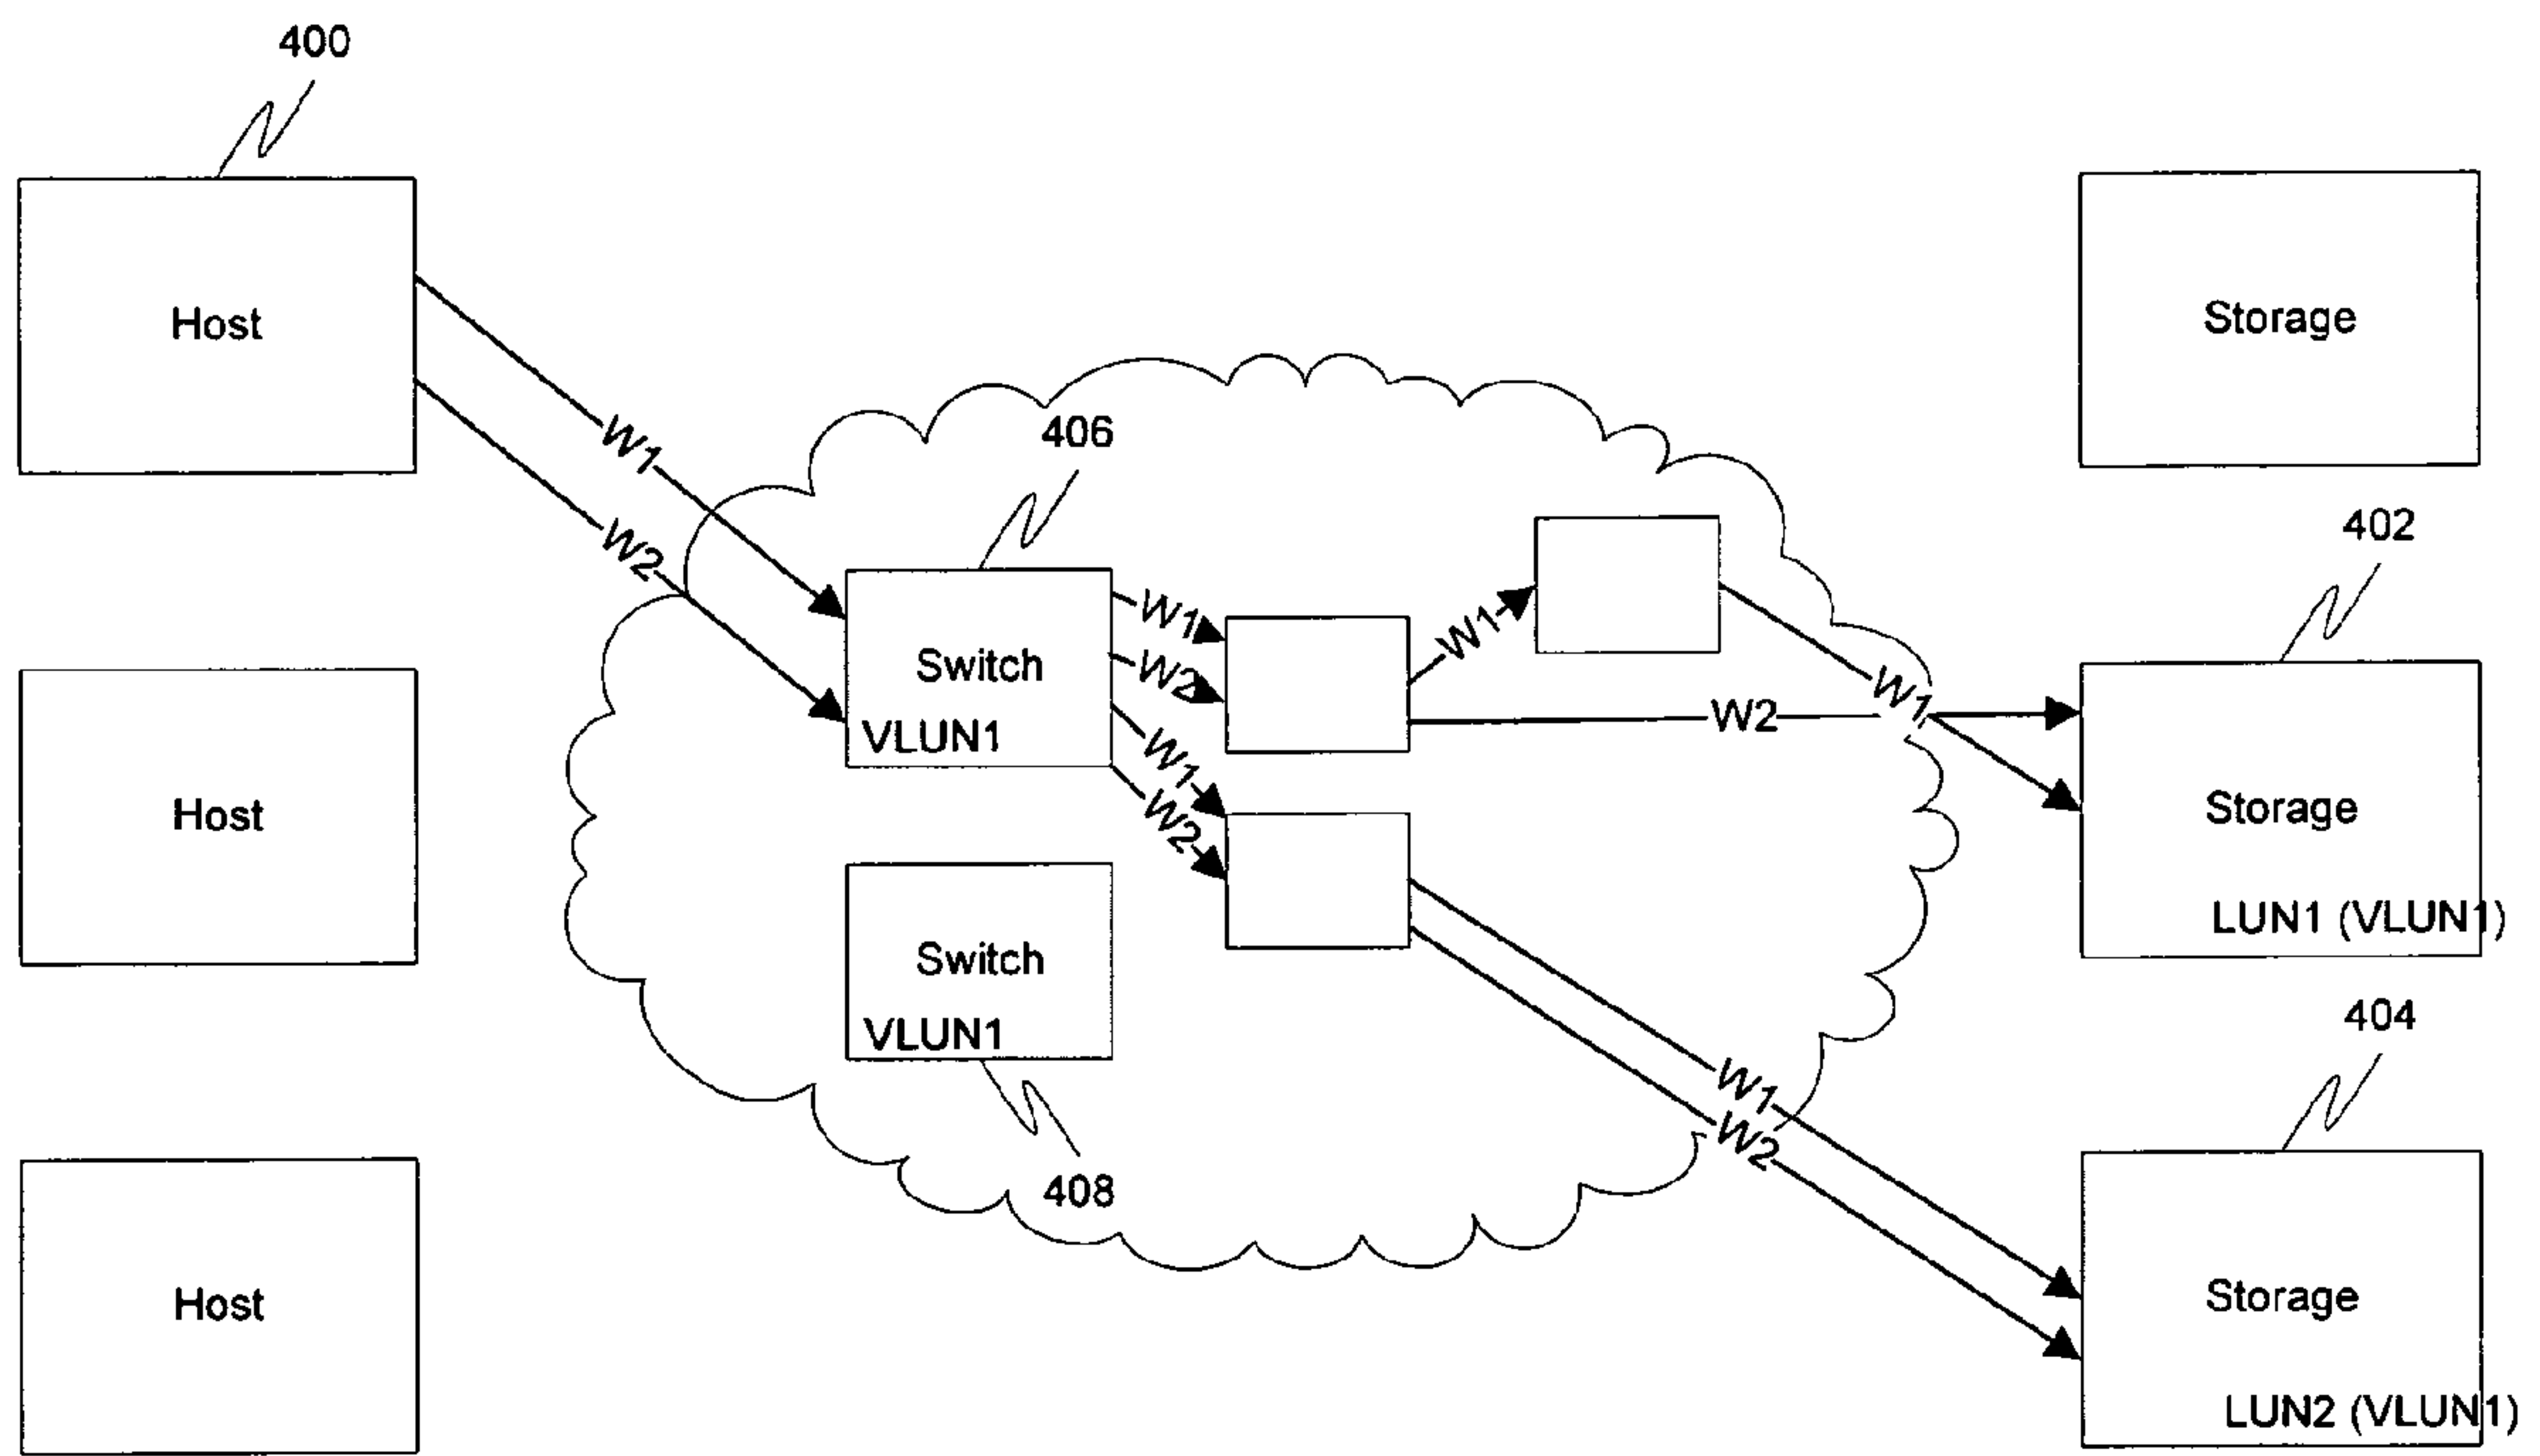 400
Host
Storage
W1
W2
406
402
W1
W1
W2
Switch
VLUN1
W1
W2
W1
W2
Host
Storage
LUN1 (VLUN1)
Switch
VLUN1
408
404
W1
W2
Host
Storage
LUN2 (VLUN1)